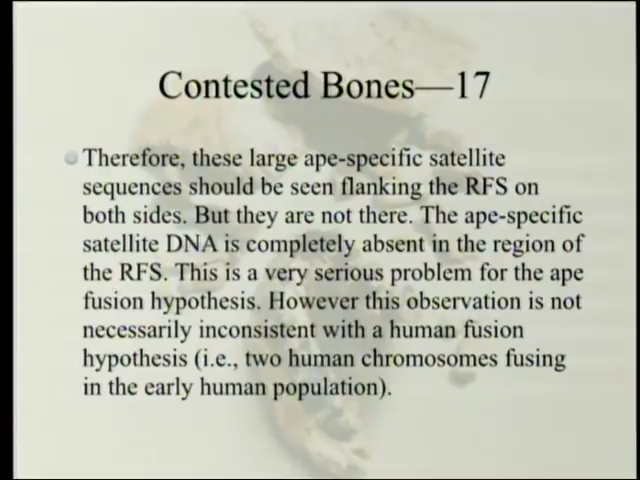 Contested Bones—17
Therefore, these large ape-specific satellite
sequences should be seen flanking the RFS on
both sides. But they are not there. The ape-specific
satellite DNA is completely absent in the region of
the RFS. This is a very serious problem for the ape
fusion hypothesis. However this observation is not
necessarily inconsistent with a human fusion
hypothesis (i.e., two human chromosomes fusing
in the early human population).